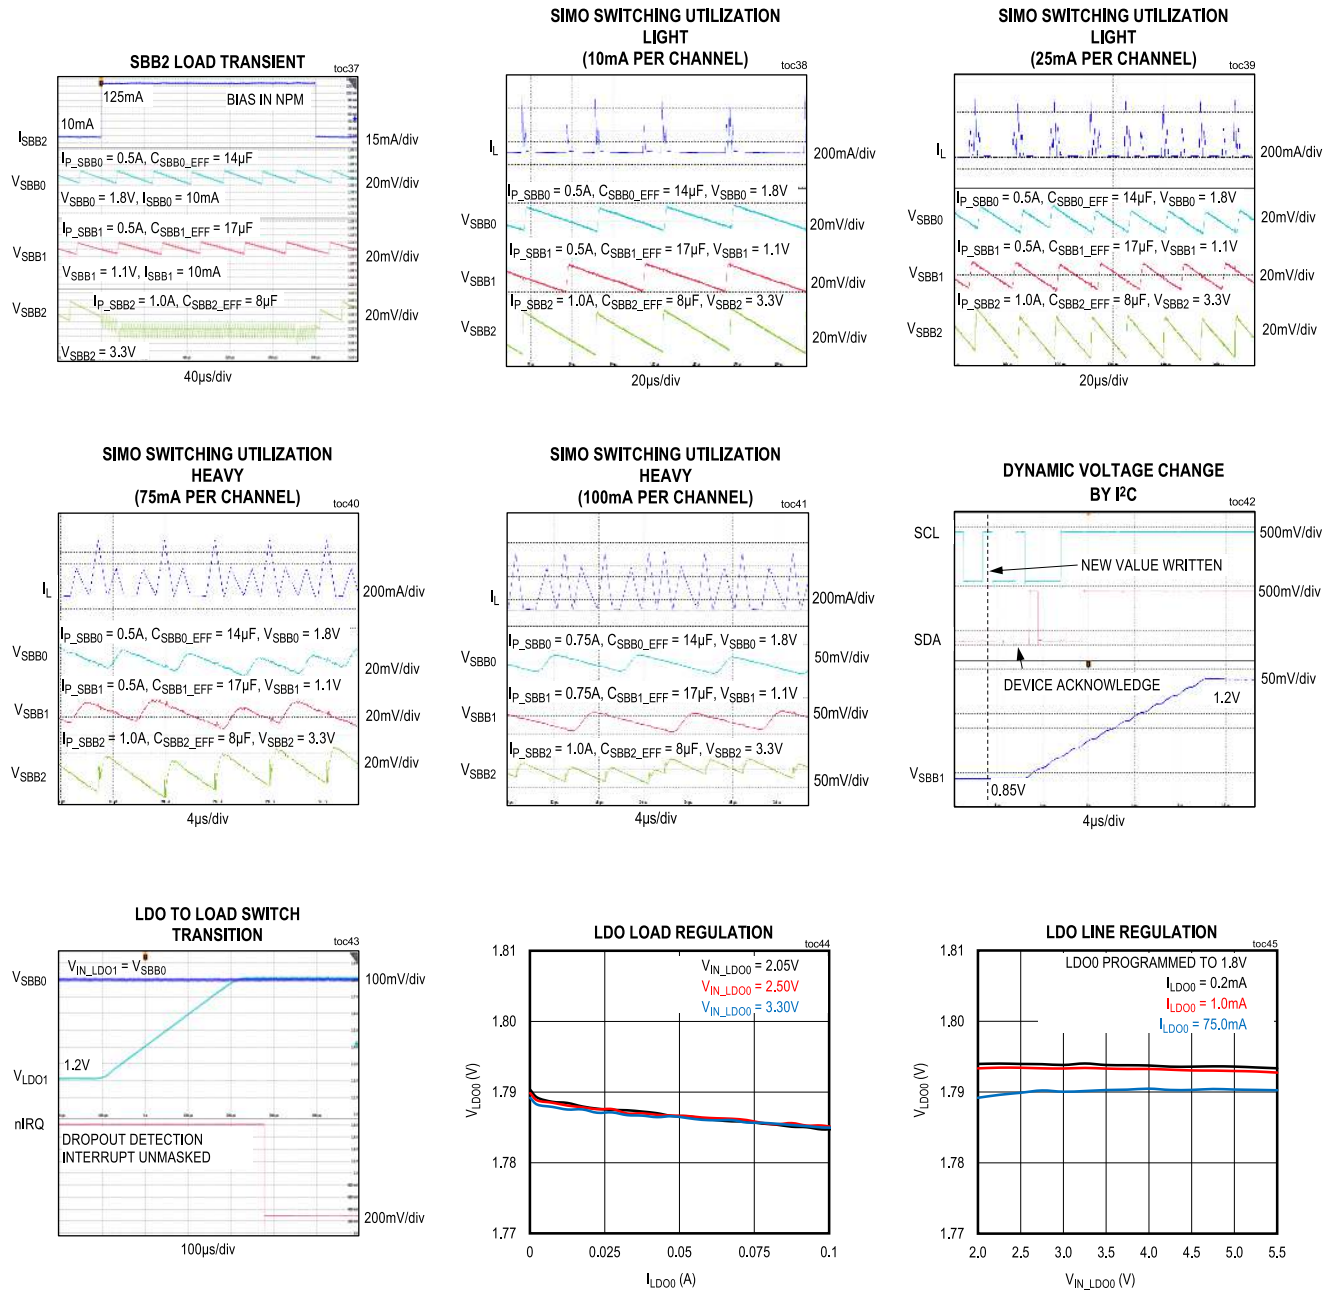 SBB2 LOAD TRANSIENT
toc37
125mA
BIAS IN NPM
10mA
ISBB2
15mA/div
IP_SBB0 = 0.5A, CSBB0_EFF = 14µF
VSBB0
20mV/div
VSBB0 = 1.8V, ISBB0 = 10mA
IP_SBB1 = 0.5A, CSBB1_EFF = 17µF
VSBB1
20mV/div
VSBB1 = 1.1V, ISBB1 = 10mA
IP_SBB2 = 1.0A, CSBB2_EFF = 8µF
VSBB2
20mV/div
VSBB2 = 3.3V
40µs/div
SIMO SWITCHING UTILIZATION
LIGHT
(10mA PER CHANNEL)
toc38
IL
200mA/div
IP_SBB0 = 0.5A, CSBB0_EFF = 14µF, VSBB0 = 1.8V
VSBB0
20mV/div
IP_SBB1 = 0.5A, CSBB1_EFF = 17µF, VSBB1 = 1.1V
VSBB1
20mV/div
IP_SBB2 = 1.0A, CSBB2_EFF = 8µF, VSBB2 = 3.3V
VSBB2
20mV/div
20µs/div
SIMO SWITCHING UTILIZATION
LIGHT
(25mA PER CHANNEL)
toc39
IL
200mA/div
IP_SBB0 = 0.5A, CSBB0_EFF = 14µF, VSBB0 = 1.8V
VSBB0
20mV/div
IP_SBB1 = 0.5A, CSBB1_EFF = 17µF, VSBB1 = 1.1V
VSBB1
20mV/div
IP_SBB2 = 1.0A, CSBB2_EFF = 8µF, VSBB2 = 3.3V
VSBB2
20mV/div
20µs/div
SIMO SWITCHING UTILIZATION
HEAVY
(75mA PER CHANNEL)
toc40
IL
200mA/div
IP_SBB0 = 0.5A, CSBB0_EFF = 14µF, VSBB0 = 1.8V
VSBB0
20mV/div
IP_SBB1 = 0.5A, CSBB1_EFF = 17µF, VSBB1 = 1.1V
VSBB1
20mV/div
IP_SBB2 = 1.0A, CSBB2_EFF = 8µF, VSBB2 = 3.3V
VSBB2
20mV/div
4µs/div
SIMO SWITCHING UTILIZATION
HEAVY
(100mA PER CHANNEL)
toc41
IL
200mA/div
IP_SBB0 = 0.75A, CSBB0_EFF = 14µF, VSBB0 = 1.8V
VSBB0
50mV/div
IP_SBB1 = 0.75A, CSBB1_EFF = 17µF, VSBB1 = 1.1V
VSBB1
50mV/div
IP_SBB2 = 1.0A, CSBB2_EFF = 8µF, VSBB2 = 3.3V
VSBB2
50mV/div
4µs/div
DYNAMIC VOLTAGE CHANGE
BY I²C
toc42
SCL
500mV/div
NEW VALUE WRITTEN
500mV/div
SDA
DEVICE ACKNOWLEDGE
50mV/div
1.2V
VSBB1
0.85V
4µs/div
LDO TO LOAD SWITCH
TRANSITION
toc43
VIN_LDO1 = VSBB0
VSBB0
100mV/div
1.2V
VLDO1
nIRQ
DROPOUT DETECTION
INTERRUPT UNMASKED
200mV/div
100µs/div
LDO LOAD REGULATION
toc44
1.81
VIN_LDO0 = 2.05V
VIN_LDO0 = 2.50V
VIN_LDO0 = 3.30V
1.80
1.79
VLDO0 (V)
1.78
1.77
0 0.025 0.05 0.075 0.1
ILDO0 (A)
LDO LINE REGULATION
toc45
1.81
LDO0 PROGRAMMED TO 1.8V
ILDO0 = 0.2mA
ILDO0 = 1.0mA
ILDO0 = 75.0mA
1.80
1.79
VLDO0 (V)
1.78
1.77
2.0 2.5 3.0 3.5 4.0 4.5 5.0 5.5
VIN_LDO0 (V)